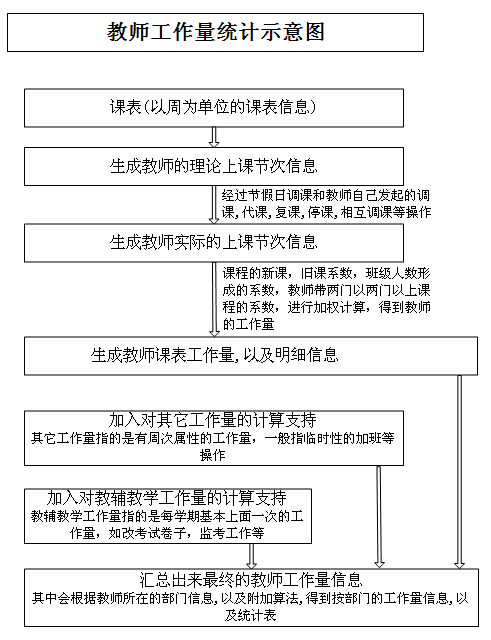 教师工作量统计示意图
课表(以周为单位的课表信息)
生成教师的理论上课节次信息
经过节假日调课和教师自己发起的调
课,代课,复课,停课,相互调课等操作
生成教师实际的上课节次信息
课程的新课，旧课系数，班级人数形
成的系数，教师带两门以两门以上课
程的系数，进行加权计算，得到教师
的工作量
生成教师课表工作量,以及明细信息
加入对其它工作量的计算支持
其它工作量指的是有周次属性的工作量，一般指临时性的加班等
操作
加入对教辅教学工作量的计算支持
教辅教学工作量指的是每学期基本上面一次的工
作量，如改考试卷子，监考工作等
汇总出来最终的教师工作量信息
其中会根据教师所在的部门信息,以及附加算法,得到按部门的工作量信息,以
及统计表